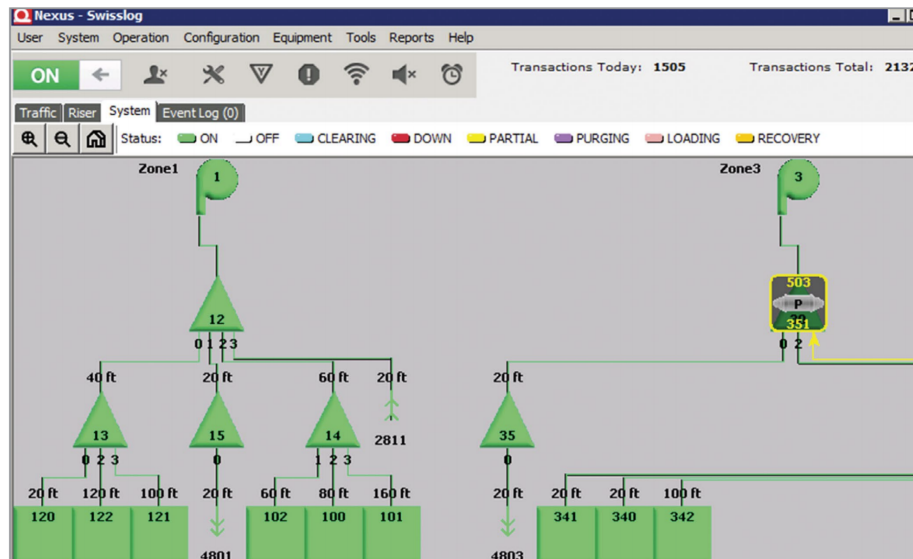 Nexus - Swisslog
User System Operation Configuration Equipment Tools Reports Help
ON Transactions Today: 1505 Transactions Total: 2132
Traffic Riser System Event Log (0)
Status: ON OFF CLEARING DOWN PARTIAL PURGING LOADING RECOVERY
Zone1 1 Zone3 3
503
P
12 351
0 1 2 3 0 2
40 ft 20 ft 60 ft 20 ft 20 ft
13 15 14 2811 35
0 2 3 0 1 2 3 0
20 ft 120 ft 100 ft 20 ft 60 ft 80 ft 160 ft 20 ft 20 ft 20 ft 100 ft
120 122 121 102 100 101 341 340 342
4801 4803